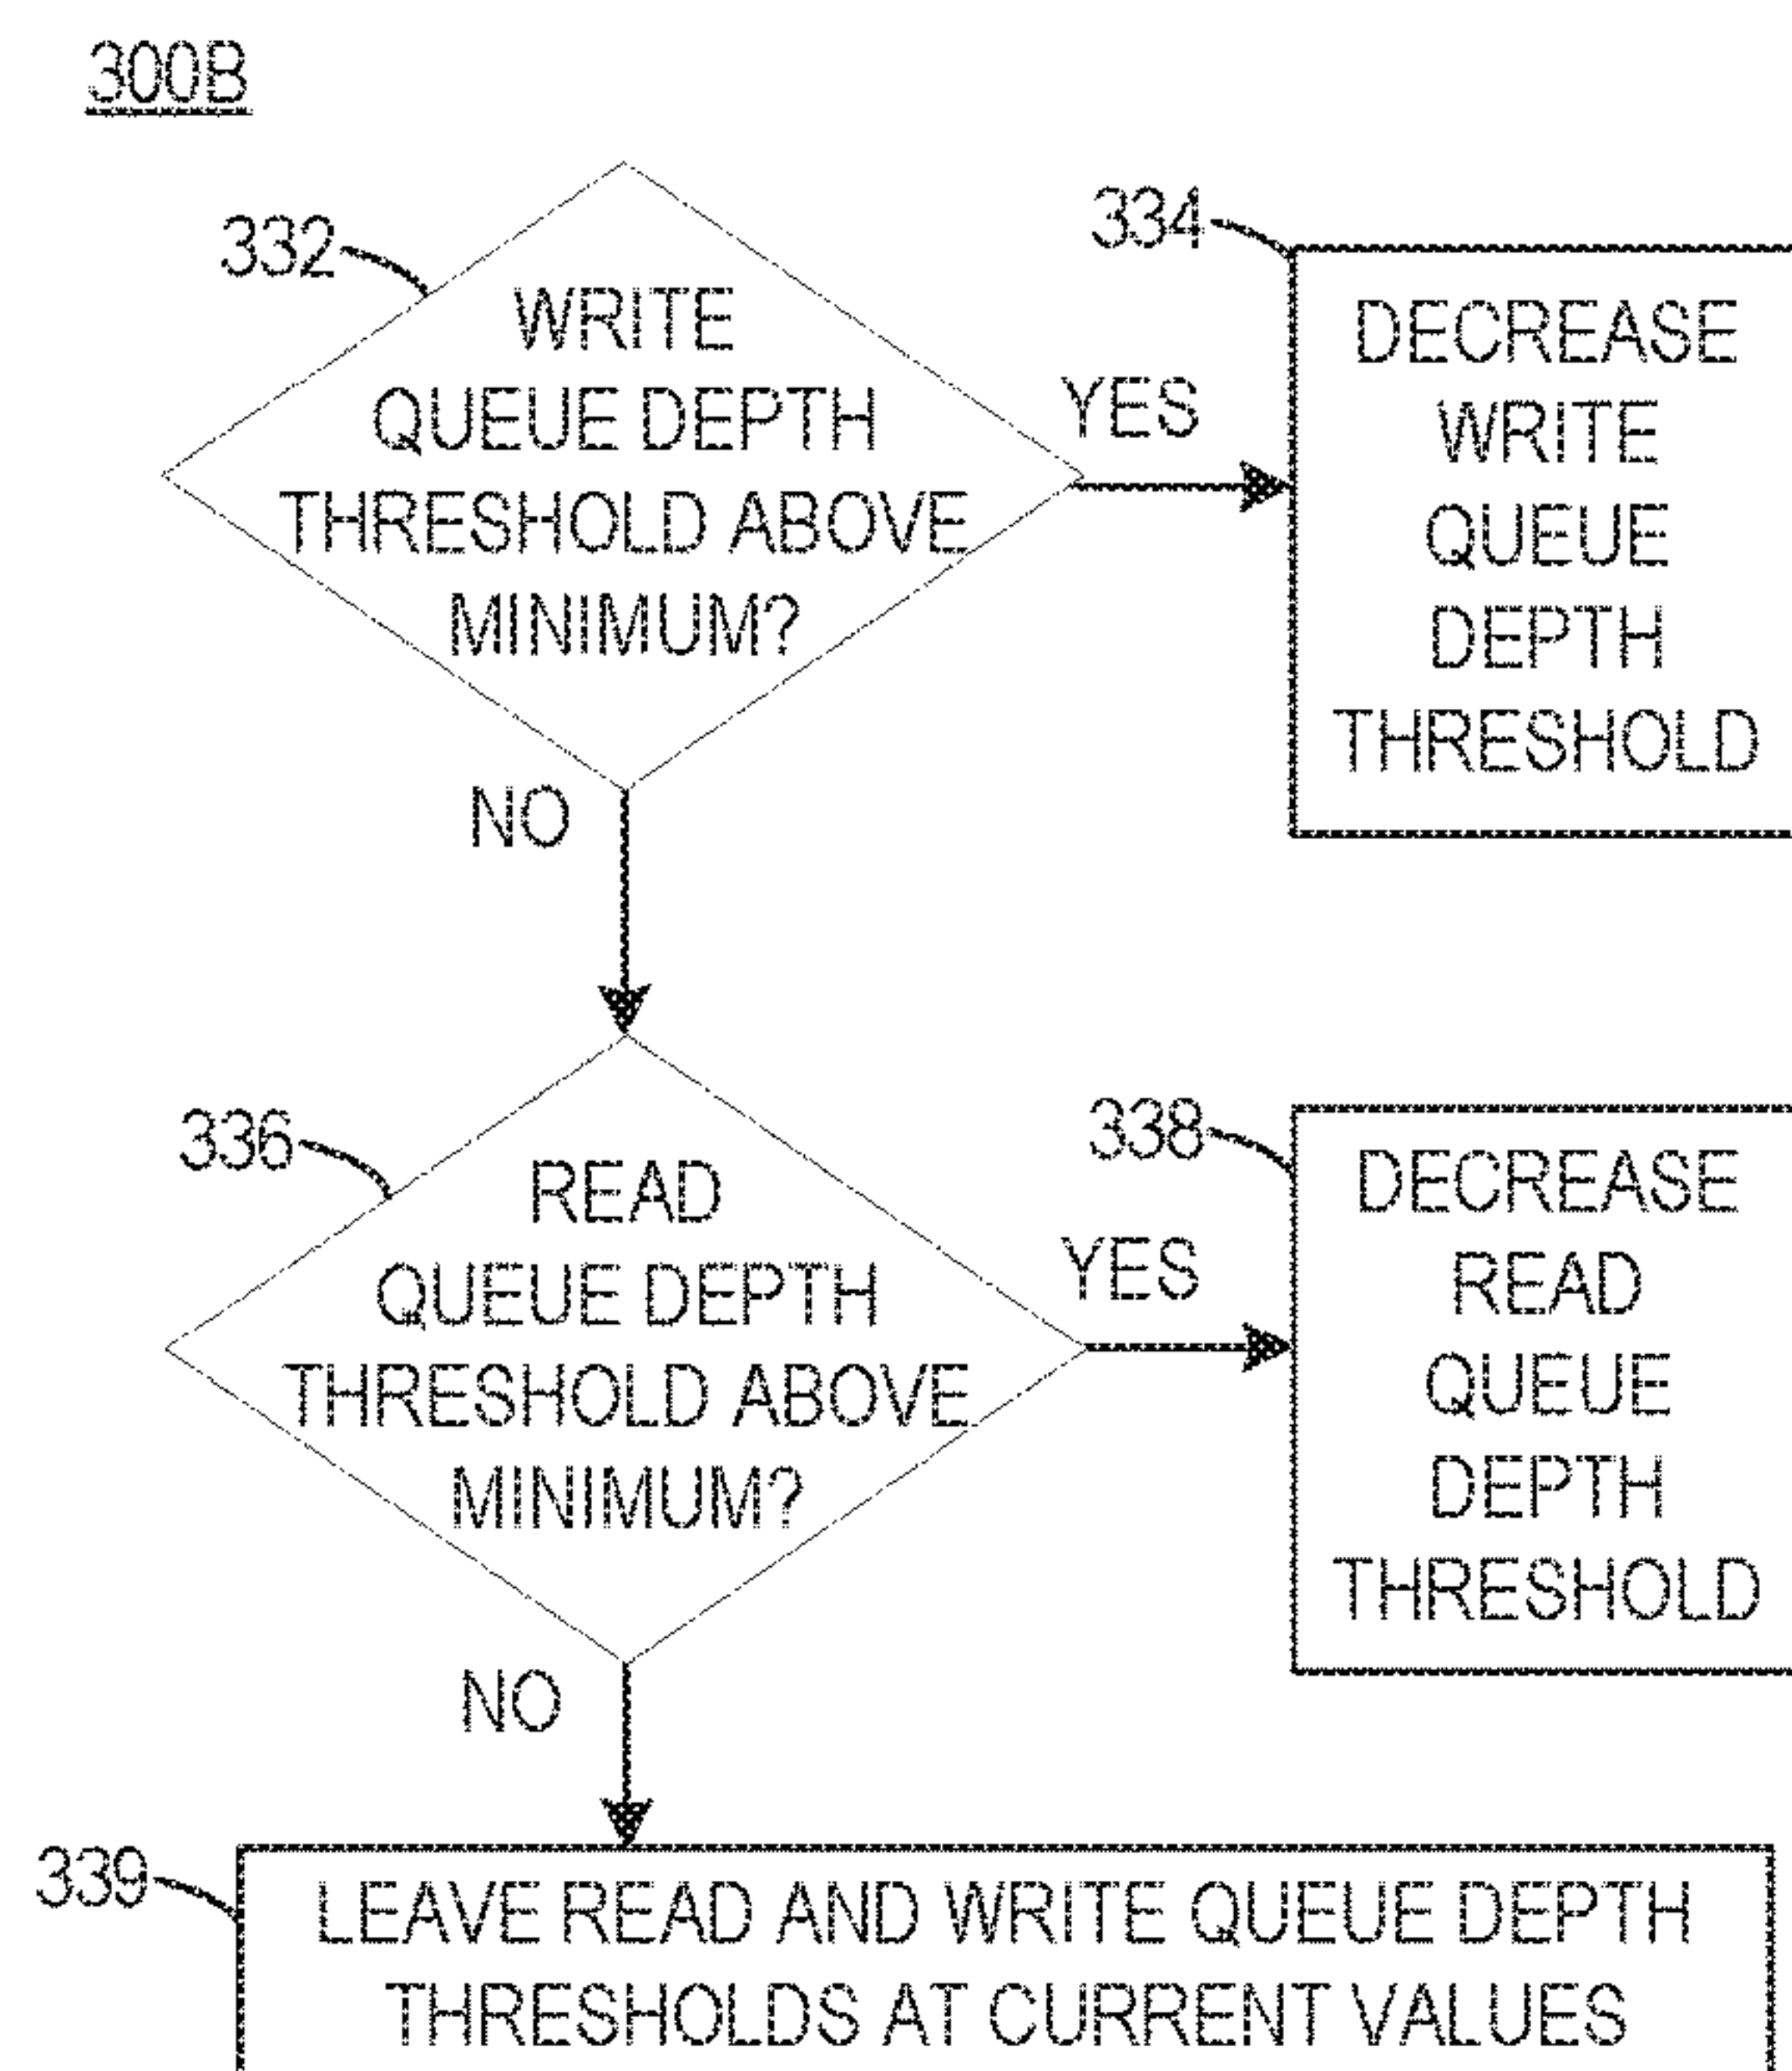 300B
332
WRITE
QUEUE DEPTH
THRESHOLD ABOVE
MINIMUM?
YES
334
DECREASE
WRITE
QUEUE
DEPTH
THRESHOLD
NO
336
READ
QUEUE DEPTH
THRESHOLD ABOVE
MINIMUM?
YES
338
DECREASE
READ
QUEUE
DEPTH
THRESHOLD
NO
339
LEAVE READ AND WRITE QUEUE DEPTH
THRESHOLDS AT CURRENT VALUES